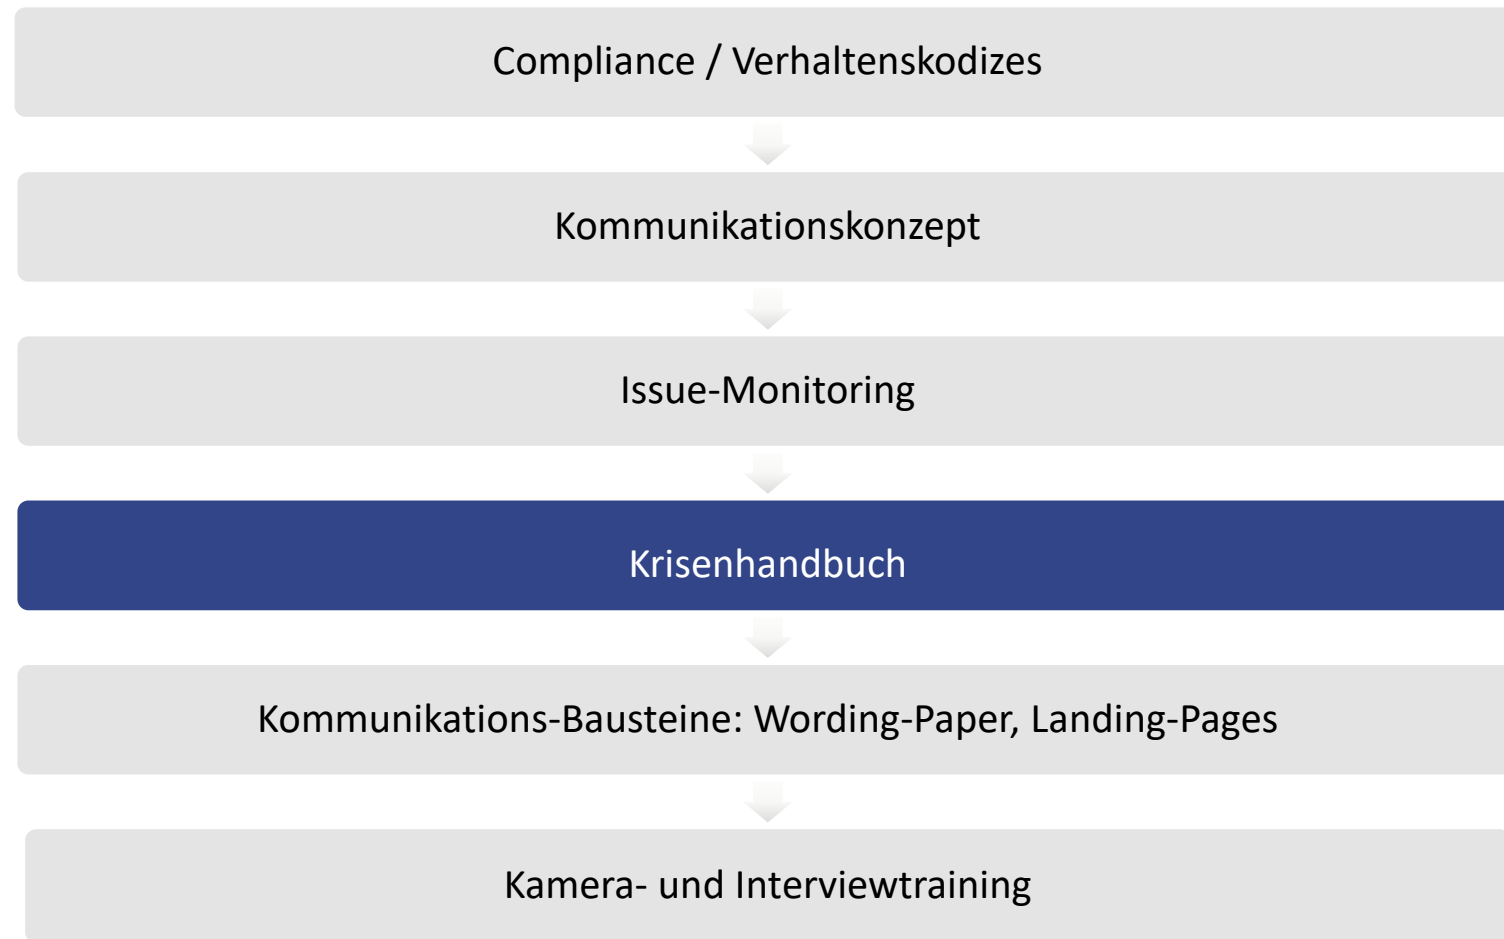 Compliance / Verhaltenskodizes
Kommunikationskonzept
Issue-Monitoring
Krisenhandbuch
Kommunikations-Bausteine: Wording-Paper, Landing-Pages
Kamera- und Interviewtraining